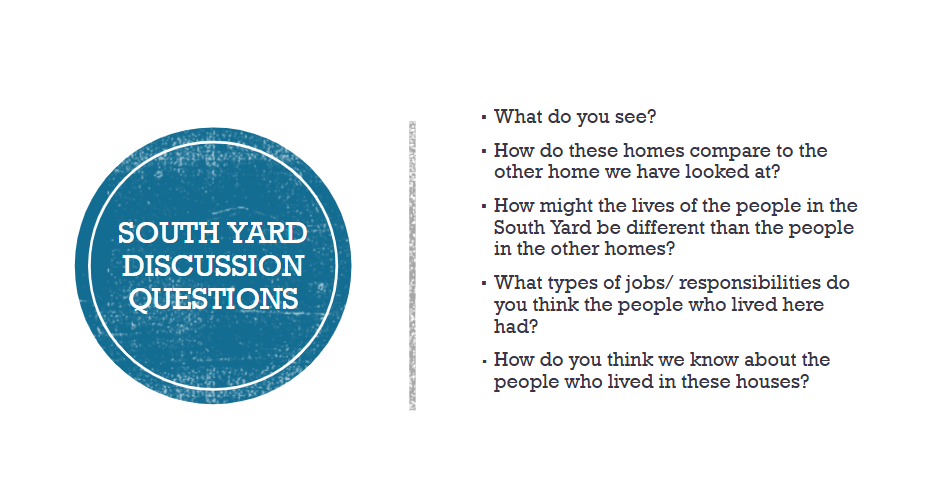 SOUTH YARD
DISCUSSION
QUESTIONS
▪ What do you see?
▪ How do these homes compare to the
other home we have looked at?
▪ How might the lives of the people in the
South Yard be different than the people
in the other homes?
▪ What types of jobs/ responsibilities do
you think the people who lived here
had?
▪ How do you think we know about the
people who lived in these houses?